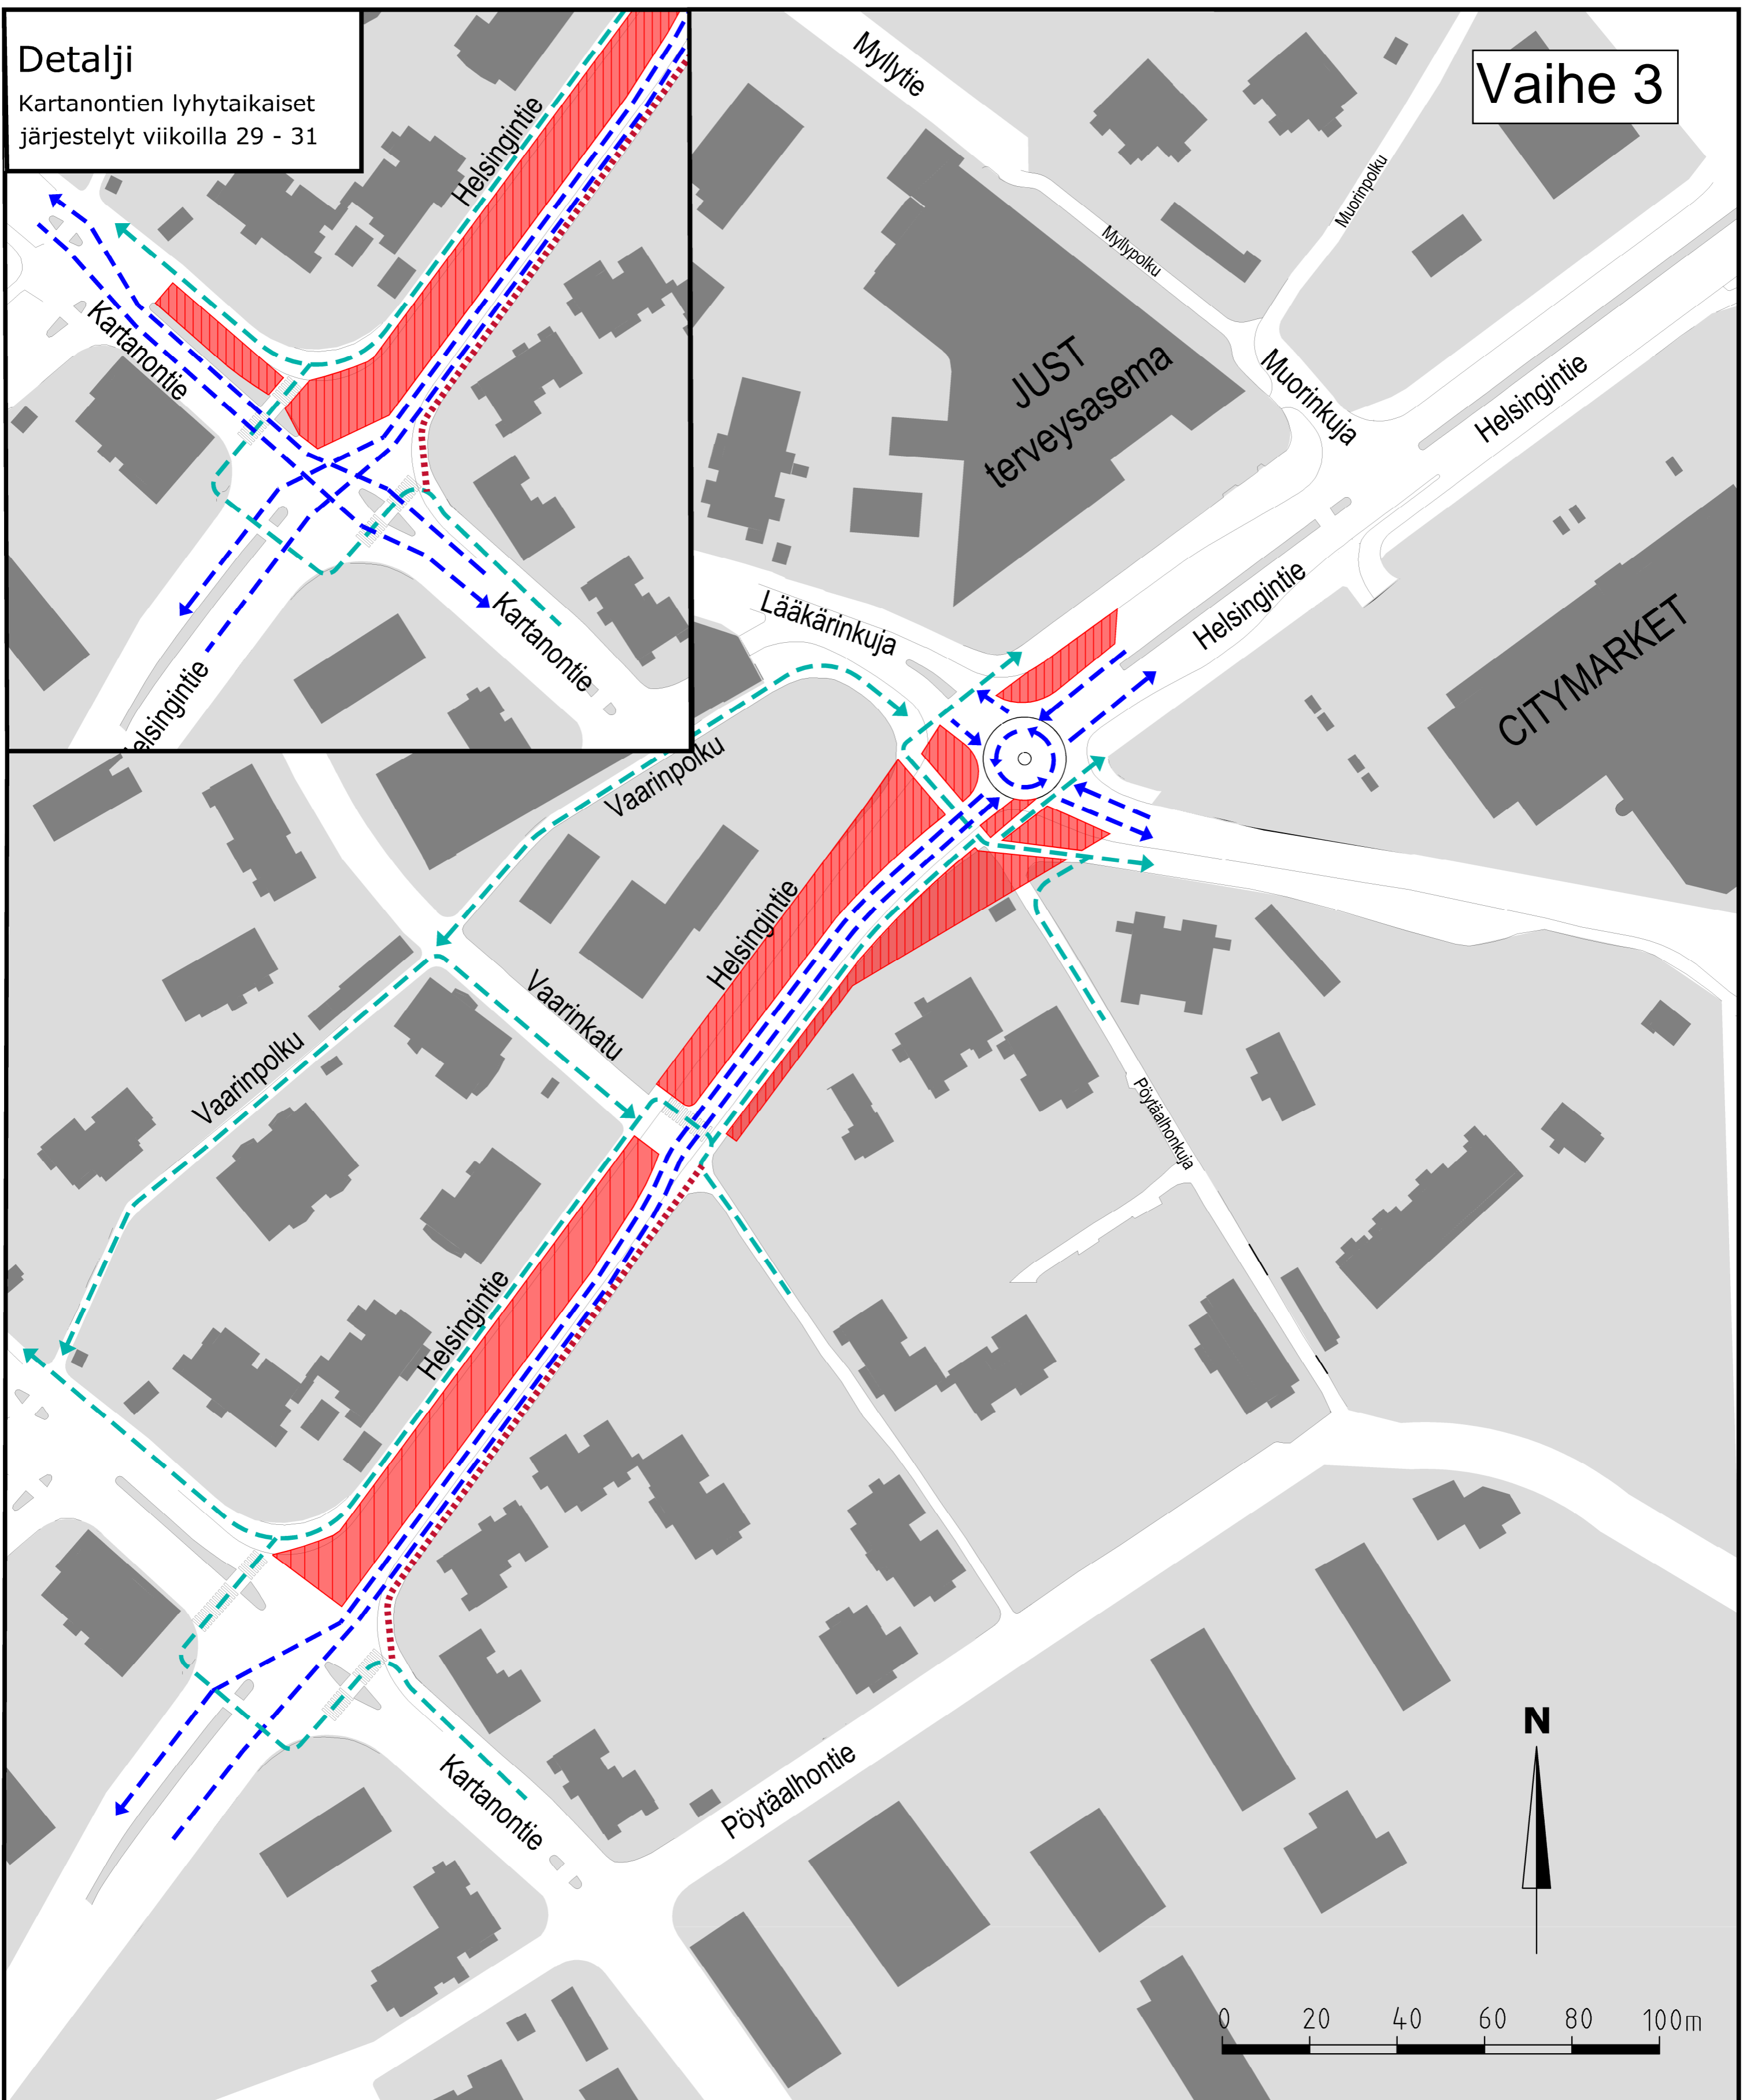 Detalji
Kartanontien lyhytaikaiset
järjestelyt viikoilla 29 - 31
Vaihe 3
Myllytie
Helsingintie
Muorinpolku
Myllypolku
Kartanontie
JUST
terveysasema
Muorinkuja
Helsingintie
Lääkärinkuja
Helsingintie
Kartanontie
elsingintie
CITYMARKET
Vaarinpolku
Helsingintie
Vaarinkatu
Vaarinpolku
Pöytäalhonkuja
Helsingintie
Kartanontie
Pöytäalhontie
N
0 20 40 60 80 100m